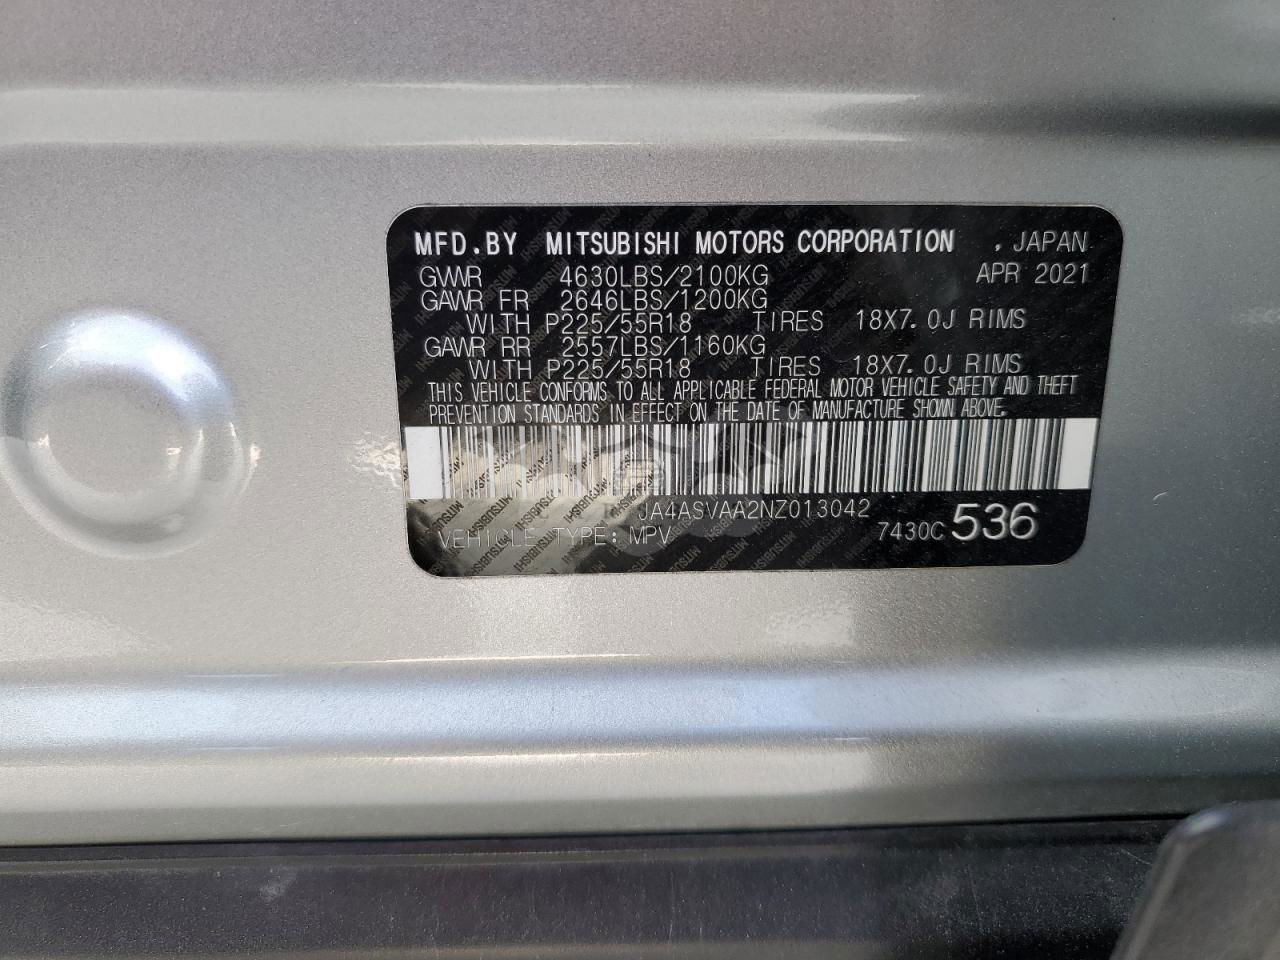 MFD.BY MITSUBISHI MOTORS CORPORATION , JAPAN
GVWR 4630LBS/2100KG APR 2021
GAWR FR 2646LBS/1200KG
WITH P225/55R18 TIRES 18X7.0J RIMS
GAWR RR 2557LBS/1160KG
WITH P225/55R18 TIRES 18X7.0J RIMS
THIS VEHICLE CONFORMS TO ALL APPLICABLE FEDERAL MOTOR VEHICLE SAFETY AND THEFT
PREVENTION STANDARDS IN EFFECT ON THE DATE OF MANUFACTURE SHOWN ABOVE.
JA4ASVAA2NZ013042
VEHICLE TYPE: MPV 7430C 536